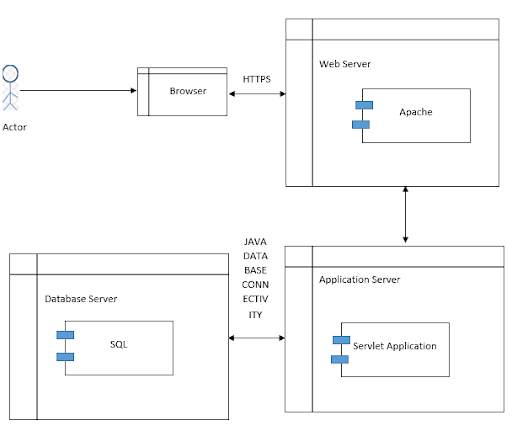 Web Server
HTTPS
Browser
Apache
Actor
JAVA
DATA
BASE
CONN
ECTIV
ITY
Application Server
Database Server
SQL
Servlet Application